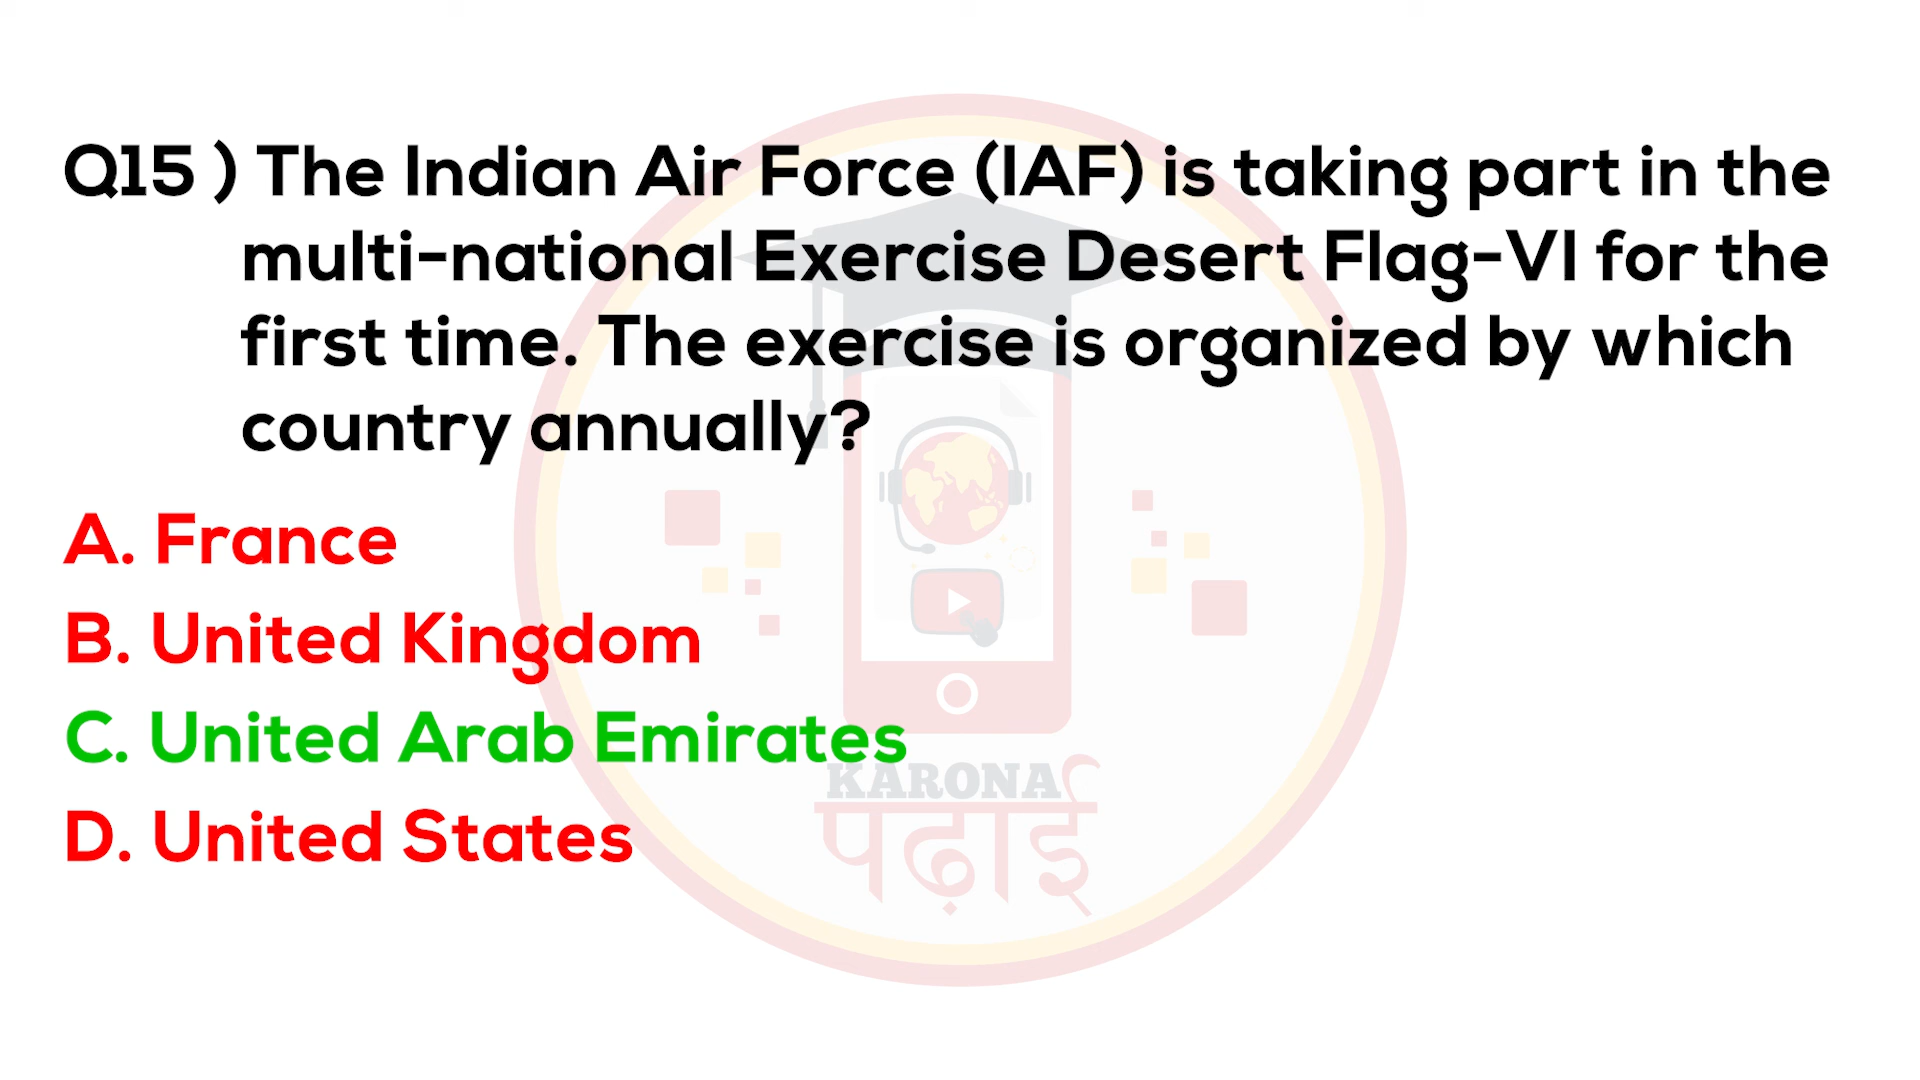 Q15 ) The Indian Air Force (IAF) is taking part in the
multi-national Exercise Desert Flag-VI for the
first time. The exercise is organized by which
country annually?
A. France
B. United Kingdom
C. United Arab Emirates
D. United States
KARONA
पढ़ाई